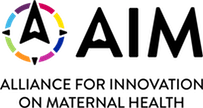 AIM
ALLIANCE FOR INNOVATION
ON MATERNAL HEALTH